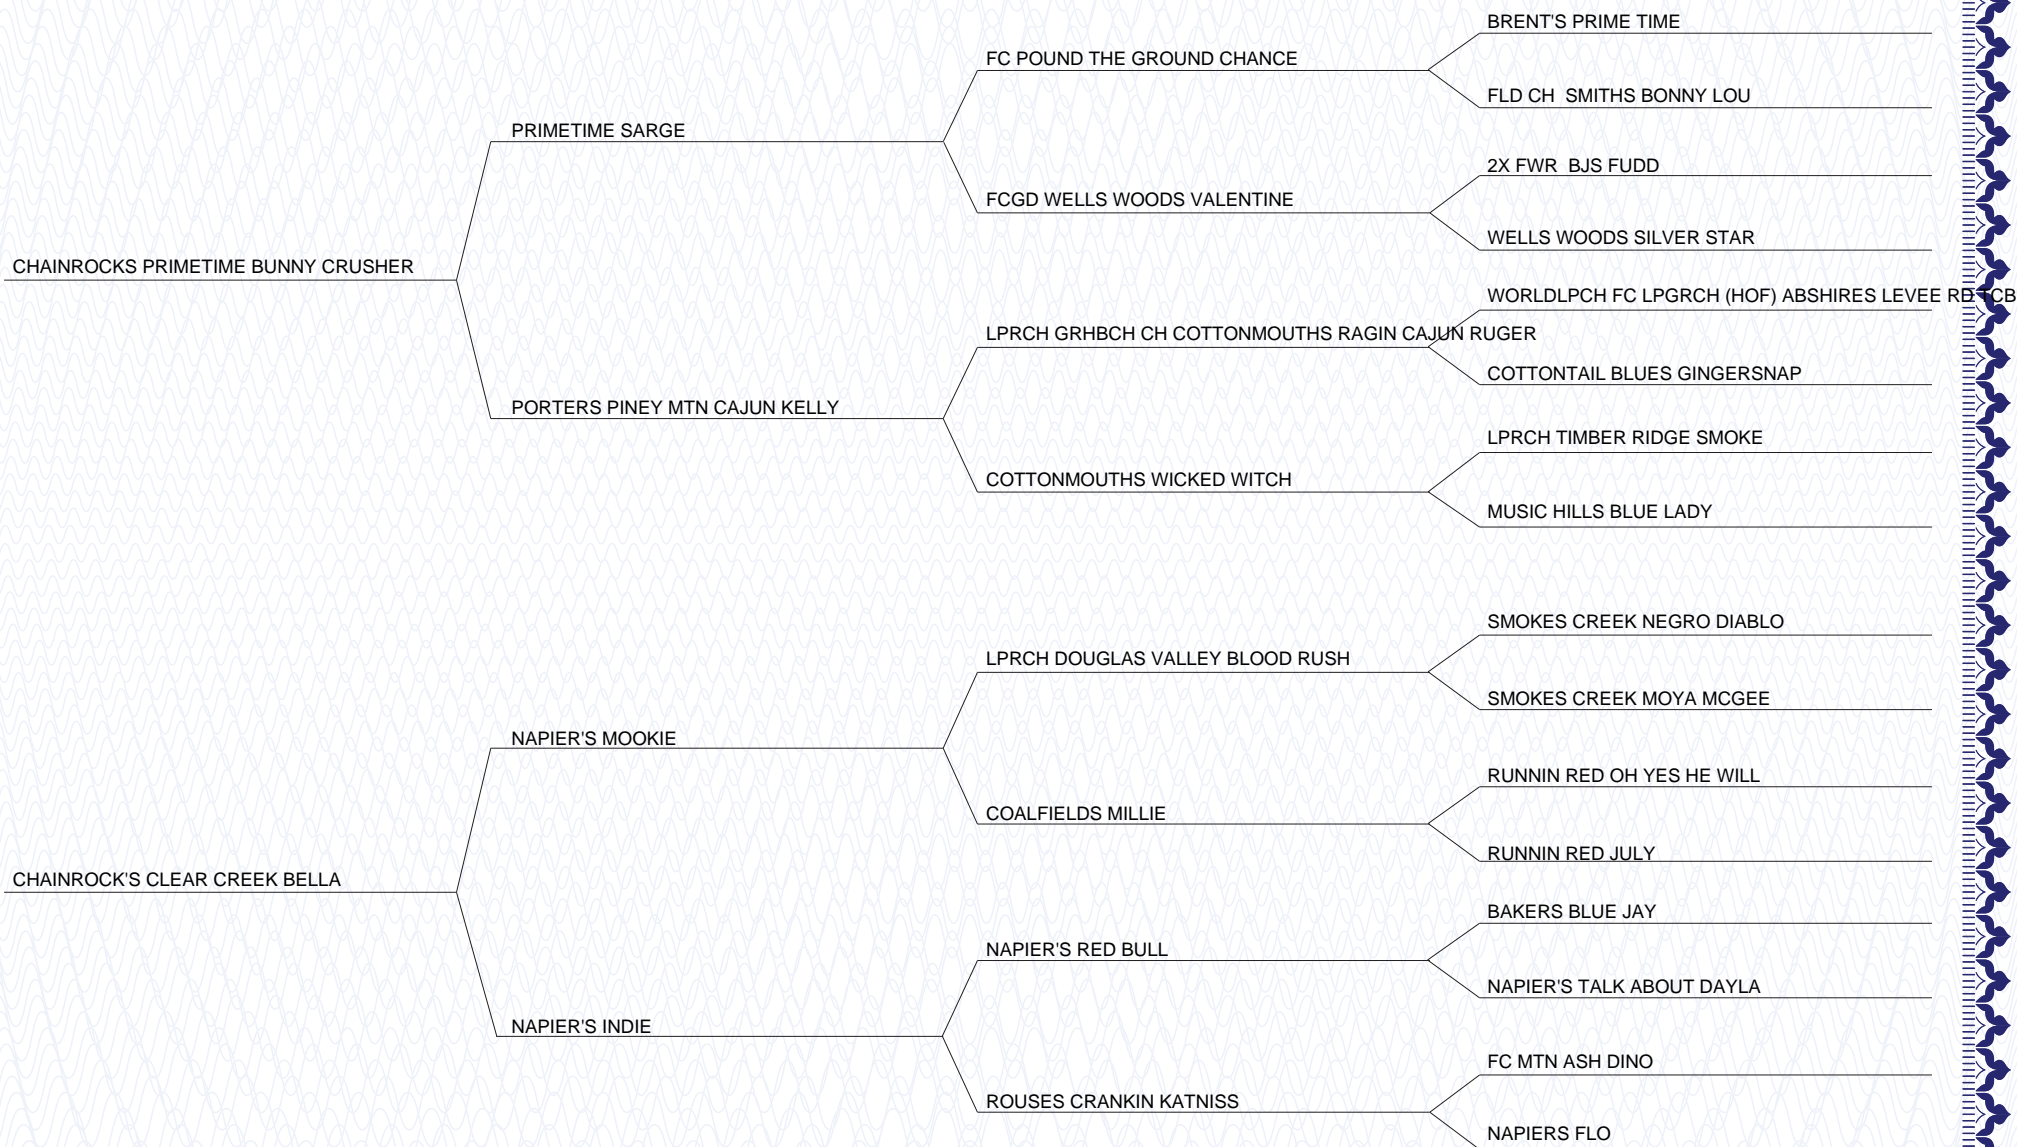 BRENT'S PRIME TIME
FC POUND THE GROUND CHANCE
FLD CH  SMITHS BONNY LOU
PRIMETIME SARGE
2X FWR  BJS FUDD
FCGD WELLS WOODS VALENTINE
WELLS WOODS SILVER STAR
CHAINROCKS PRIMETIME BUNNY CRUSHER
WORLDLPCH FC LPGRCH (HOF) ABSHIRES LEVEE RD TCB
LPRCH GRHBCH CH COTTONMOUTHS RAGIN CAJUN RUGER
COTTONTAIL BLUES GINGERSNAP
PORTERS PINEY MTN CAJUN KELLY
LPRCH TIMBER RIDGE SMOKE
COTTONMOUTHS WICKED WITCH
MUSIC HILLS BLUE LADY
SMOKES CREEK NEGRO DIABLO
LPRCH DOUGLAS VALLEY BLOOD RUSH
SMOKES CREEK MOYA MCGEE
NAPIER'S MOOKIE
RUNNIN RED OH YES HE WILL
COALFIELDS MILLIE
RUNNIN RED JULY
CHAINROCK'S CLEAR CREEK BELLA
BAKERS BLUE JAY
NAPIER'S RED BULL
NAPIER'S TALK ABOUT DAYLA
NAPIER'S INDIE
FC MTN ASH DINO
ROUSES CRANKIN KATNISS
NAPIERS FLO